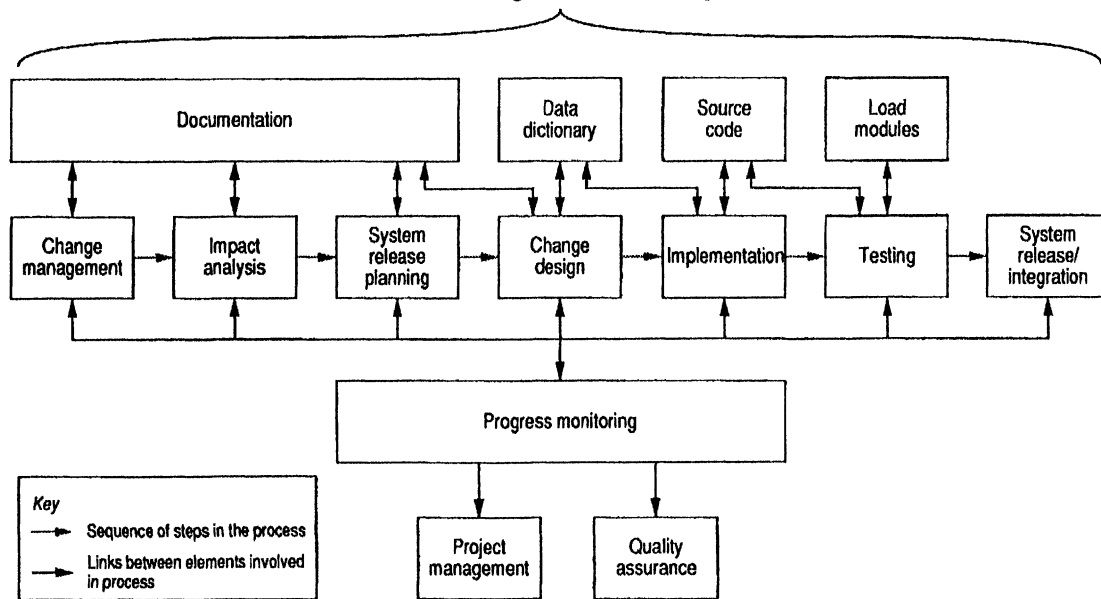 Documentation
Data
dictionary
Source
code
Load
modules
Change
management
Impact
analysis
System
release
planning
Change
design
Implementation
Testing
System
release/
integration
Progress monitoring
Project
management
Quality
assurance
Key
Sequence of steps in the process
Links between elements involved
in process